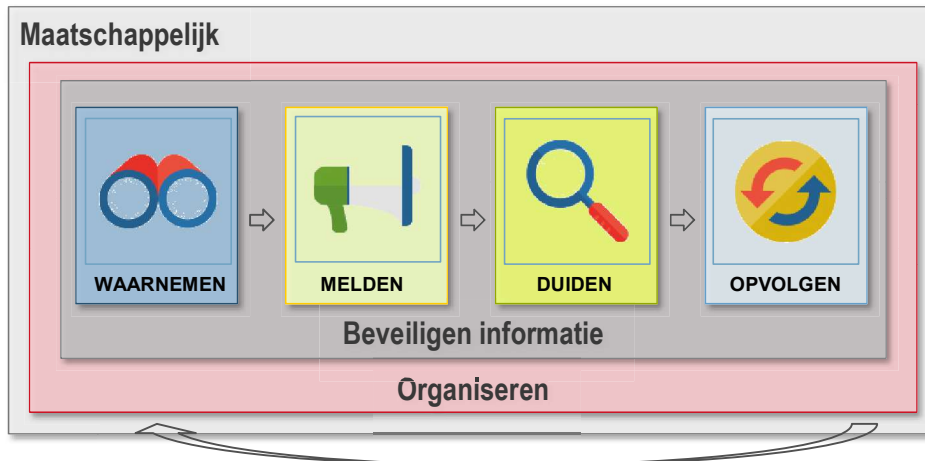 Maatschappelijk
WAARNEMEN
MELDEN
DUIDEN
OPVOLGEN
Beveiligen informatie
Organiseren